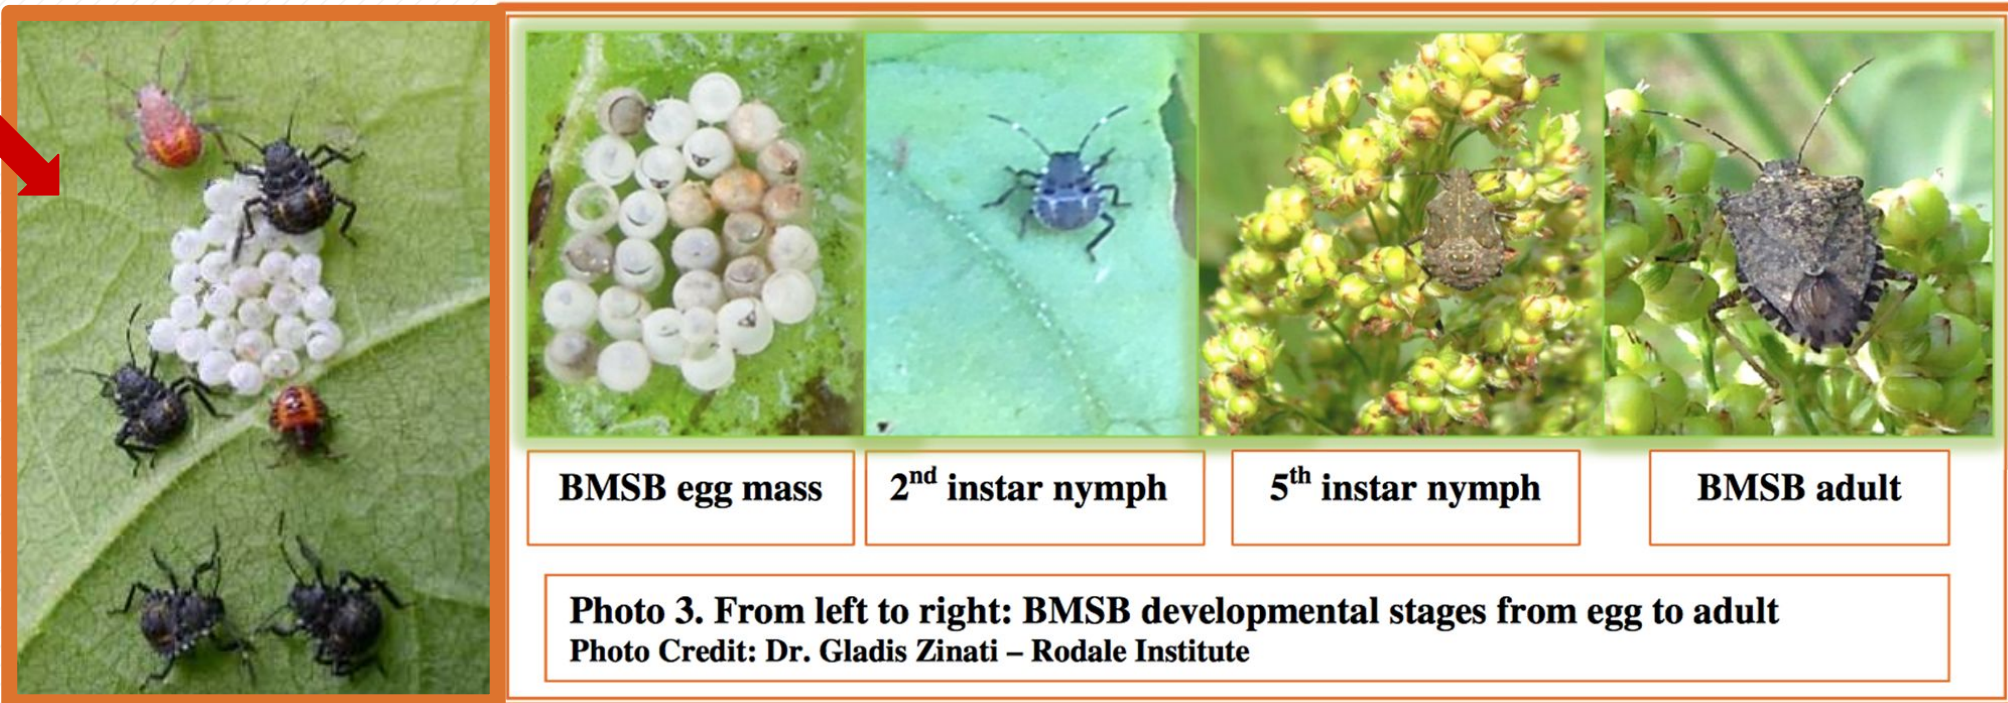 BMSB egg mass
2nd instar nymph
5th instar nymph
BMSB adult
Photo 3. From left to right: BMSB developmental stages from egg to adult
Photo Credit: Dr. Gladis Zinati – Rodale Institute